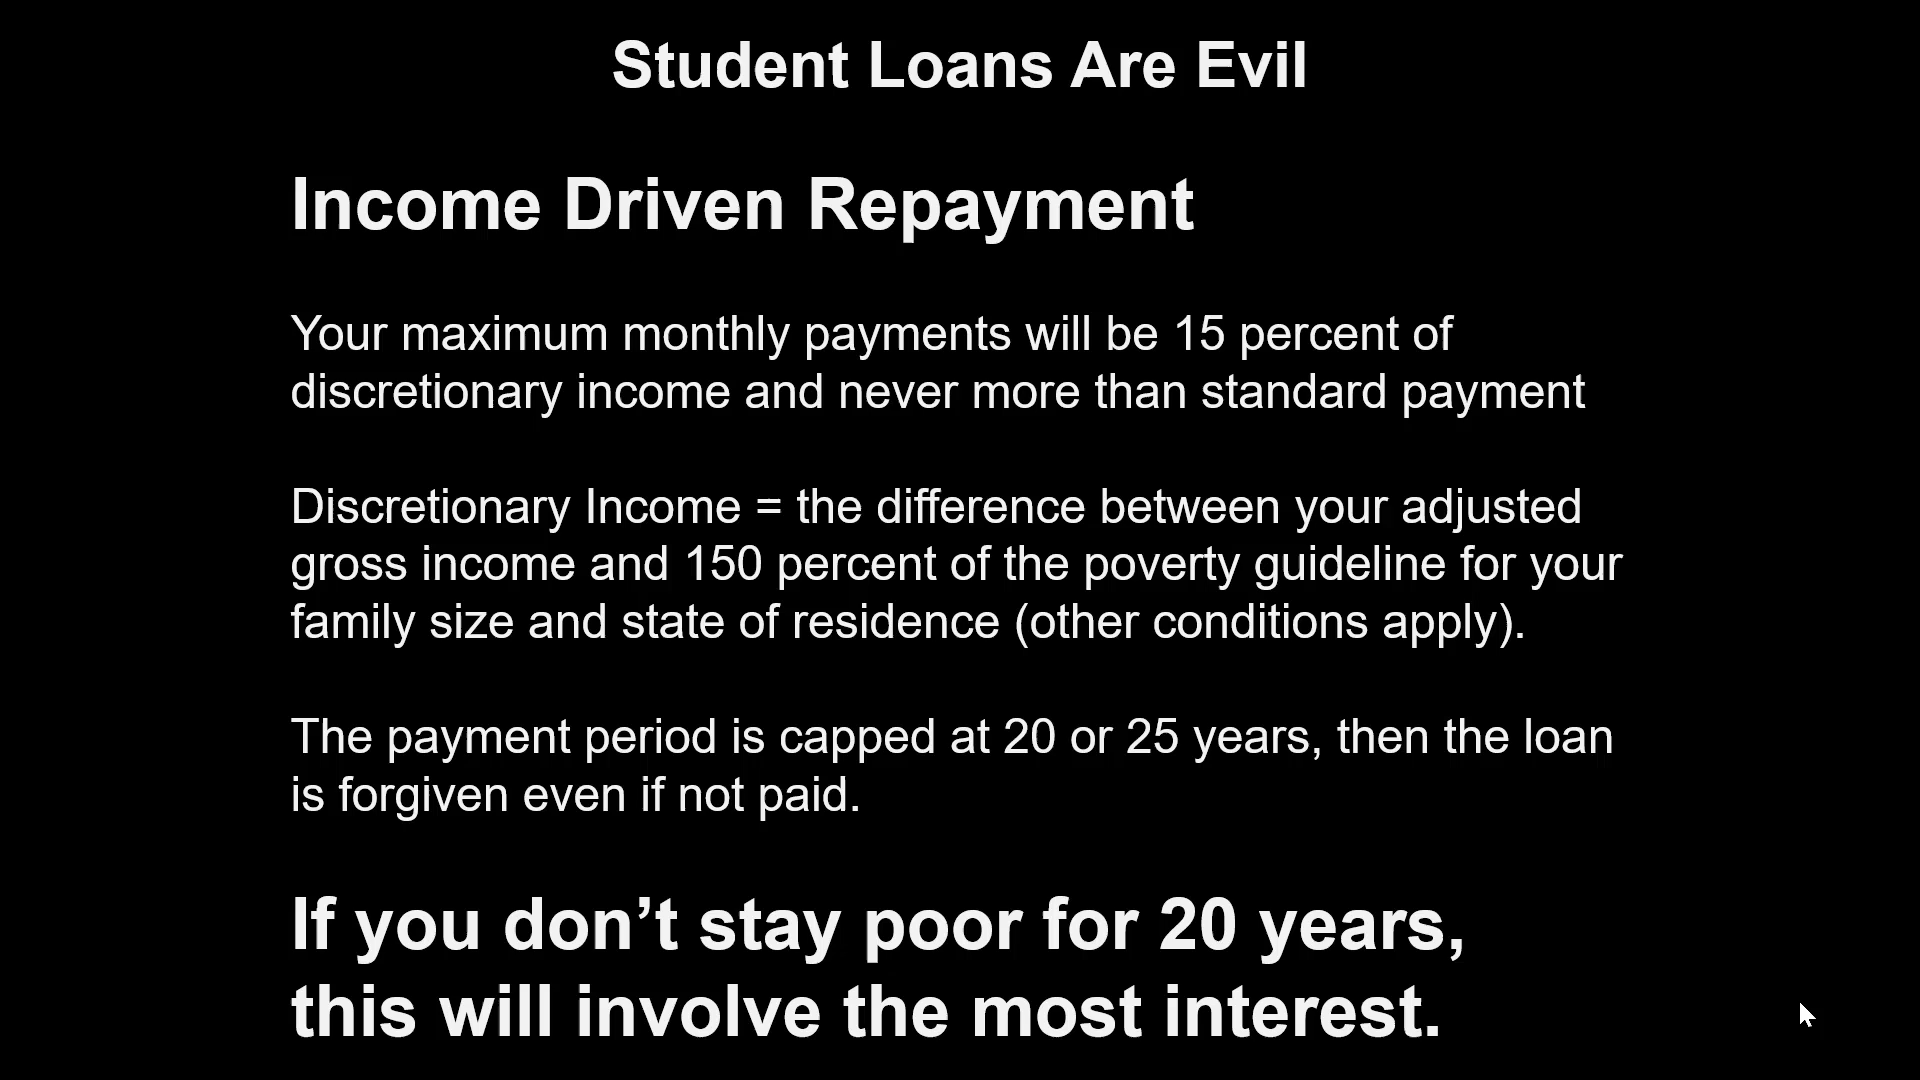 Student Loans Are Evil
Income Driven Repayment
Your maximum monthly payments will be 15 percent of
discretionary income and never more than standard payment
Discretionary Income = the difference between your adjusted
gross income and 150 percent of the poverty guideline for your
family size and state of residence (other conditions apply).
The payment period is capped at 20 or 25 years, then the loan
is forgiven even if not paid.
If you don’t stay poor for 20 years,
this will involve the most interest.